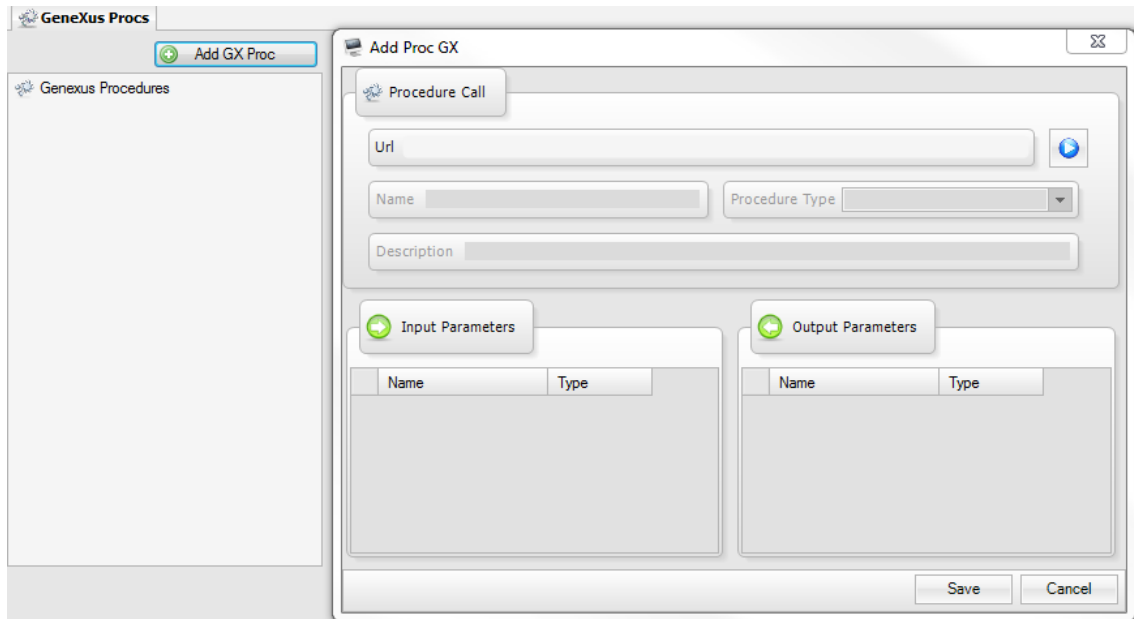 GeneXus Procs
Add GX Proc
Genexus Procedures
Add Proc GX
Procedure Call
Url
Name Procedure Type
Description
Input Parameters
Name Type
Output Parameters
Name Type
Save Cancel